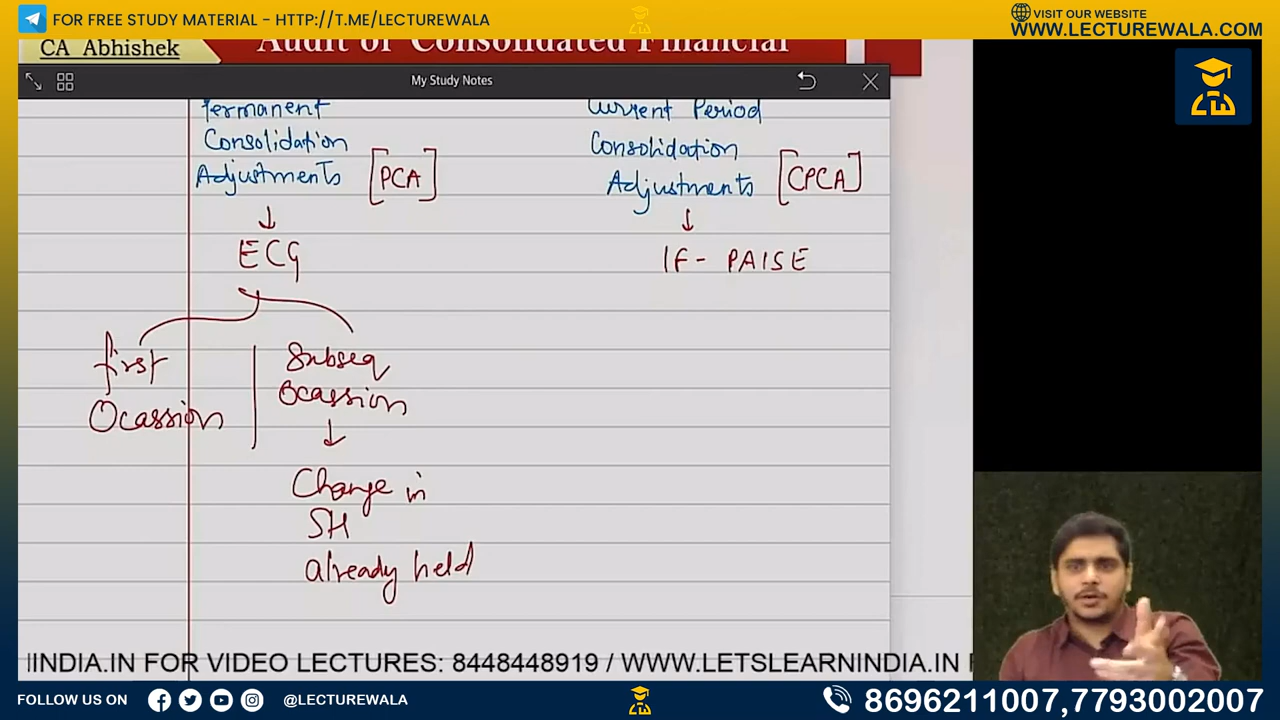 FOR FREE STUDY MATERIAL - HTTP://T.ME/LECTUREWALA
VISIT OUR WEBSITE
WWW.LECTUREWALA.COM
CA Abhishek
Audit of Consolidated Financial
My Study Notes
Permanent
Consolidation
Adjustments [PCA]
ECG
First
Ocassion
Subseq
Ocassion
Change in
SH
already held
Current Period
Consolidation
Adjustments [CPCA]
IF- PAISE
INDIA.IN FOR VIDEO LECTURES: 8448448919 / WWW.LETSLEARNINDIA.IN F
FOLLOW US ON
@LECTUREWALA
8696211007,7793002007